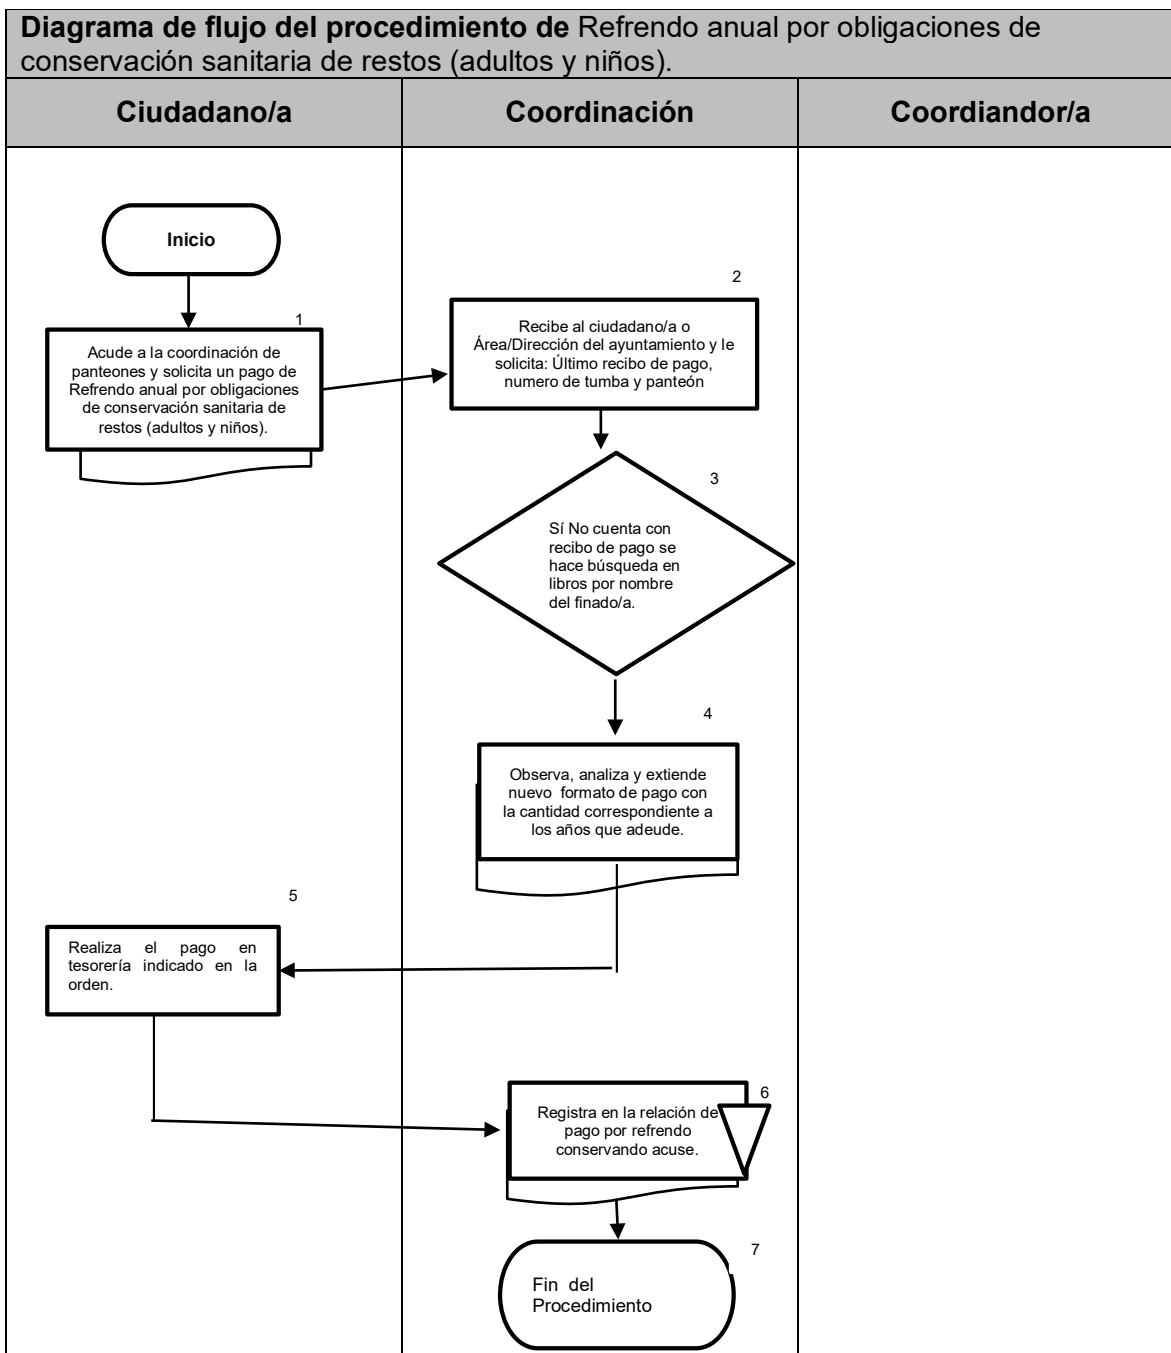 Diagrama de flujo del procedimiento de Refrendo anual por obligaciones de
conservación sanitaria de restos (adultos y niños).
Ciudadano/a
Coordinación
Coordiandor/a
Inicio
1
Acude a la coordinación de
panteones y solicita un pago de
Refrendo anual por obligaciones
de conservación sanitaria de
restos (adultos y niños).
2
Recibe al ciudadano/a o
Área/Dirección del ayuntamiento y le
solicita: Último recibo de pago,
numero de tumba y panteón
3
Sí No cuenta con
recibo de pago se
hace búsqueda en
libros por nombre
del finado/a.
4
Observa, analiza y extiende
nuevo formato de pago con
la cantidad correspondiente a
los años que adeude.
5
Realiza el pago en
tesorería indicado en la
orden.
6
Registra en la relación de
pago por refrendo
conservando acuse.
7
Fin del
Procedimiento